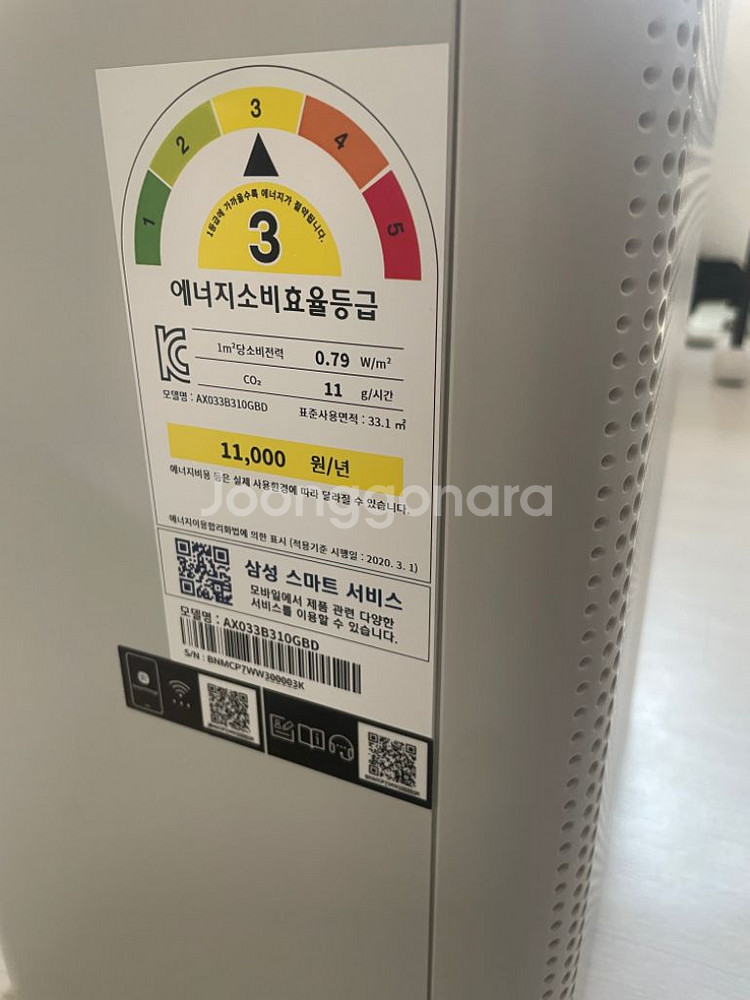 1
2
3
4
5
1등급에 가까울수록 에너지가 절약됩니다.
3
에너지소비효율등급
1m²당소비전력 0.79 W/m²
CO₂ 11 g/시간
모델명 : AX033B310GBD 표준사용면적 : 33.1 ㎡
11,000 원/년
에너지비용 등은 실제 사용환경에 따라 달라질 수 있습니다.
Joonggonara
에너지이용합리화법에 의한 표시 (적용기준 시행일 : 2020. 3. 1)
삼성 스마트 서비스
모바일에서 제품 관련 다양한
서비스를 이용할 수 있습니다.
모델명 : AX033B310GBD
S/N : BNMCP7WW300003K